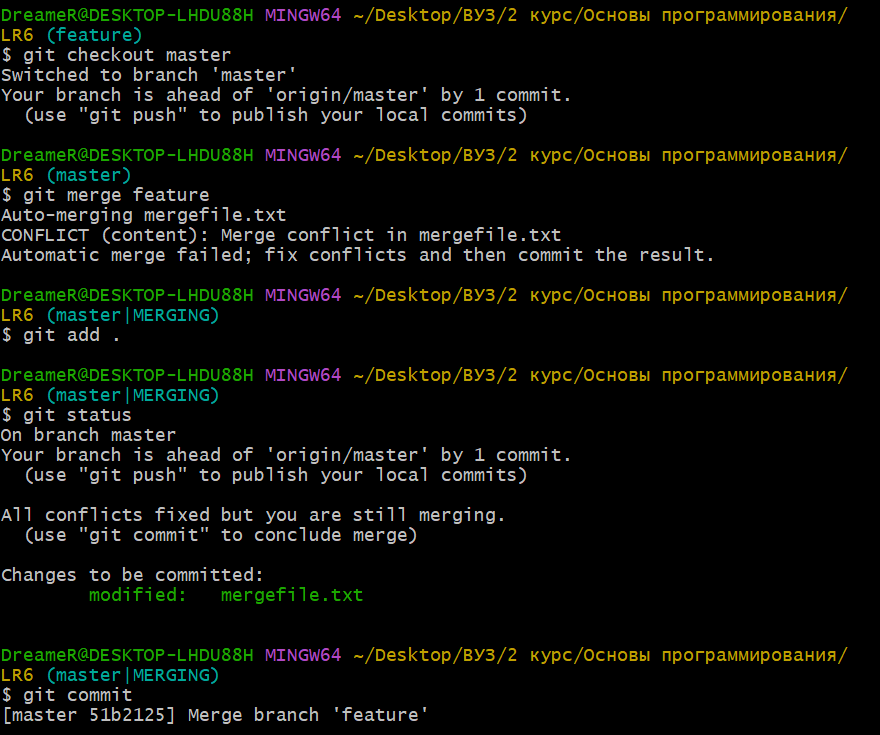 DreameR@DESKTOP-LHDU88H MINGW64 ~/Desktop/ВУЗ/2 курс/Основы программирования/
LR6 (feature)
$ git checkout master
Switched to branch 'master'
Your branch is ahead of 'origin/master' by 1 commit.
  (use "git push" to publish your local commits)

DreameR@DESKTOP-LHDU88H MINGW64 ~/Desktop/ВУЗ/2 курс/Основы программирования/
LR6 (master)
$ git merge feature
Auto-merging mergefile.txt
CONFLICT (content): Merge conflict in mergefile.txt
Automatic merge failed; fix conflicts and then commit the result.

DreameR@DESKTOP-LHDU88H MINGW64 ~/Desktop/ВУЗ/2 курс/Основы программирования/
LR6 (master|MERGING)
$ git add .

DreameR@DESKTOP-LHDU88H MINGW64 ~/Desktop/ВУЗ/2 курс/Основы программирования/
LR6 (master|MERGING)
$ git status
On branch master
Your branch is ahead of 'origin/master' by 1 commit.
  (use "git push" to publish your local commits)

All conflicts fixed but you are still merging.
  (use "git commit" to conclude merge)

Changes to be committed:
        modified:   mergefile.txt

DreameR@DESKTOP-LHDU88H MINGW64 ~/Desktop/ВУЗ/2 курс/Основы программирования/
LR6 (master|MERGING)
$ git commit
[master 51b2125] Merge branch 'feature'